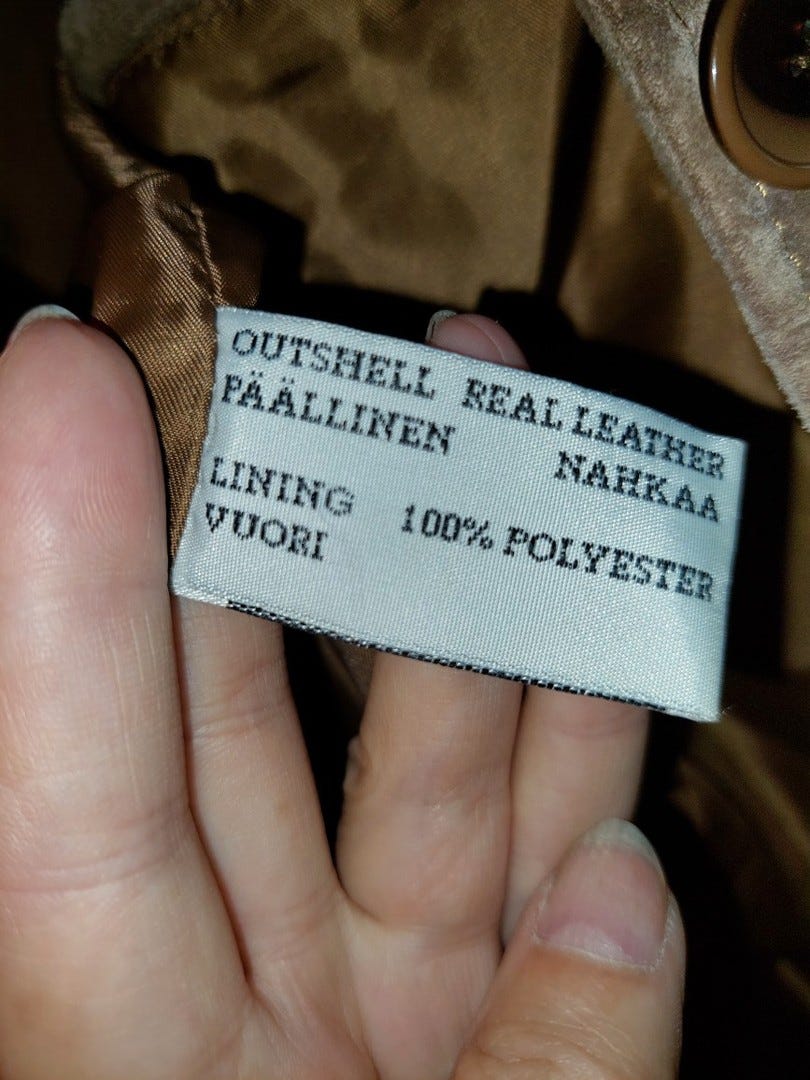 OUTSHELL REAL LEATHER
PÄÄLLINEN NAHKAA
LINING 100% POLYESTER
VUORI